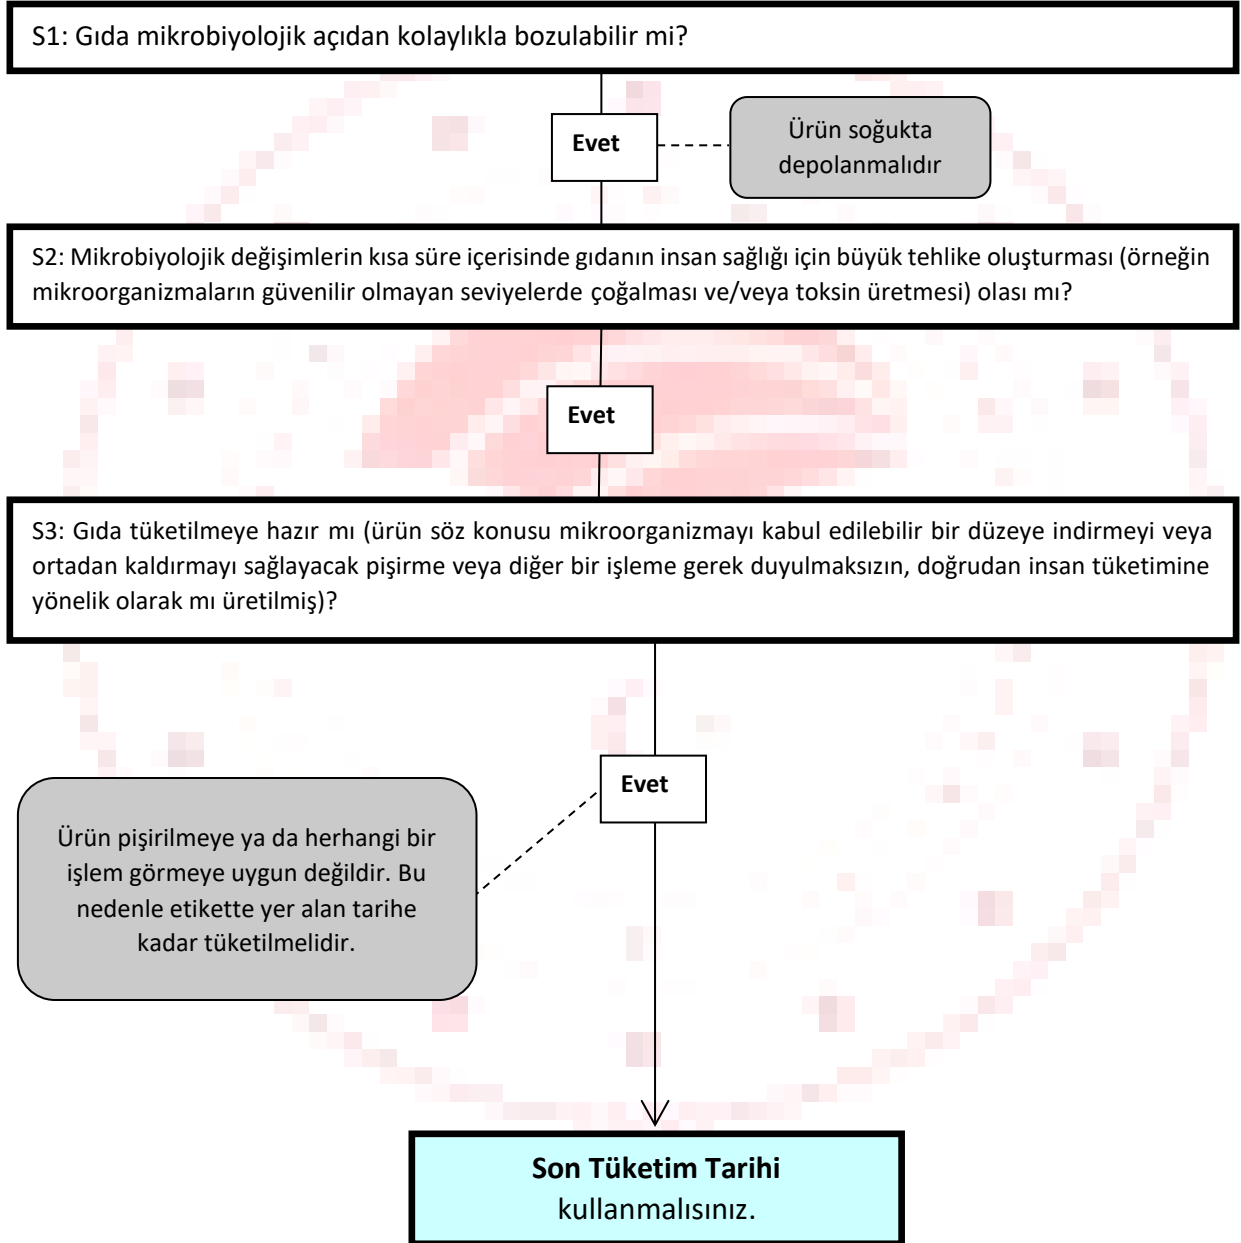 S1: Gıda mikrobiyolojik açıdan kolaylıkla bozulabilir mi?
Evet
Ürün soğukta
depolanmalıdır
S2: Mikrobiyolojik değişimlerin kısa süre içerisinde gıdanın insan sağlığı için büyük tehlike oluşturması (örneğin
mikroorganizmaların güvenilir olmayan seviyelerde çoğalması ve/veya toksin üretmesi) olası mı?
Evet
S3: Gıda tüketilmeye hazır mı (ürün söz konusu mikroorganizmayı kabul edilebilir bir düzeye indirmeyi veya
ortadan kaldırmayı sağlayacak pişirme veya diğer bir işleme gerek duyulmaksızın, doğrudan insan tüketimine
yönelik olarak mı üretilmiş)?
Evet
Ürün pişirilmeye ya da herhangi bir
işlem görmeye uygun değildir. Bu
nedenle etikette yer alan tarihe
kadar tüketilmelidir.
Son Tüketim Tarihi
kullanmalısınız.